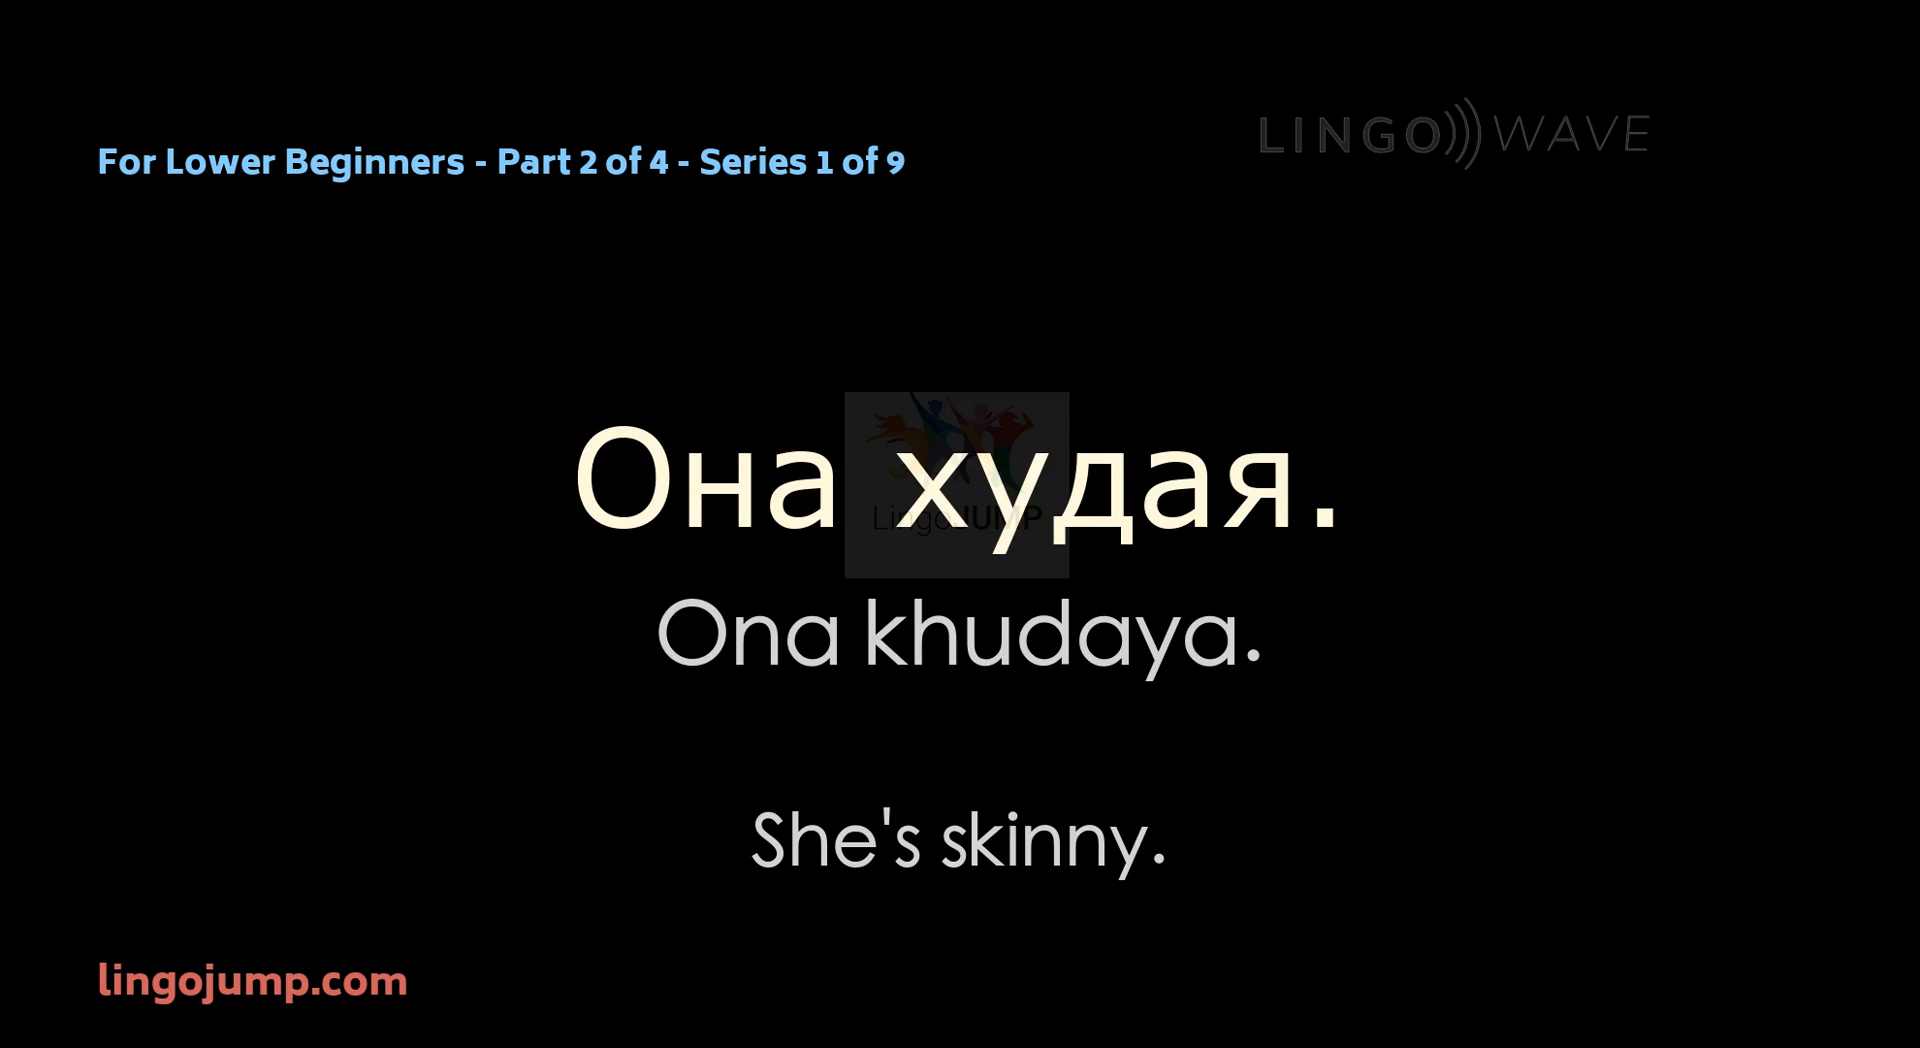 LINGO WAVE
For Lower Beginners - Part 2 of 4 - Series 1 of 9
Она худая.
LingoJUMP
Ona khudaya.
She's skinny.
lingojump.com